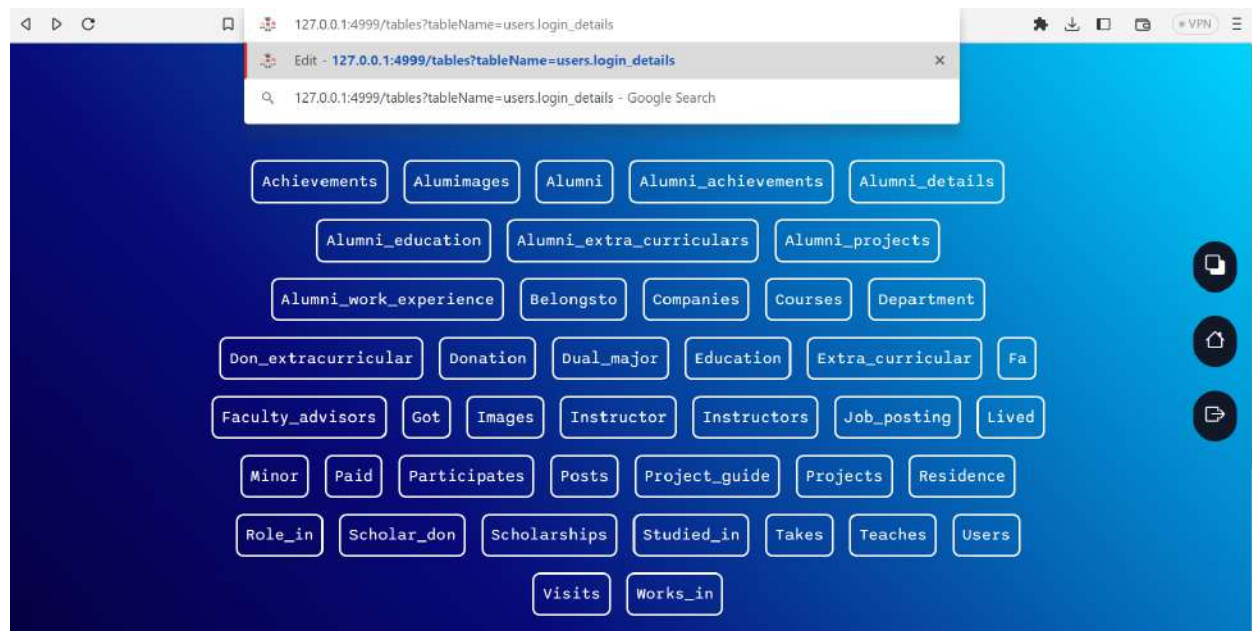 127.0.0.1:4999/tables?tableName=users.login_details
VPN
Edit - 127.0.0.1:4999/tables?tableName=users.login_details
127.0.0.1:4999/tables?tableName=users.login_details - Google Search
Achievements Alumimages Alumni Alumni_achievements Alumni_details
Alumni_education Alumni_extra_curriculars Alumni_projects
Alumni_work_experience Belongsto Companies Courses Department
Don_extracurricular Donation Dual_major Education Extra_curricular Fa
Faculty_advisors Got Images Instructor Instructors Job_posting Lived
Minor Paid Participates Posts Project_guide Projects Residence
Role_in Scholar_don Scholarships Studied_in Takes Teaches Users
Visits Works_in